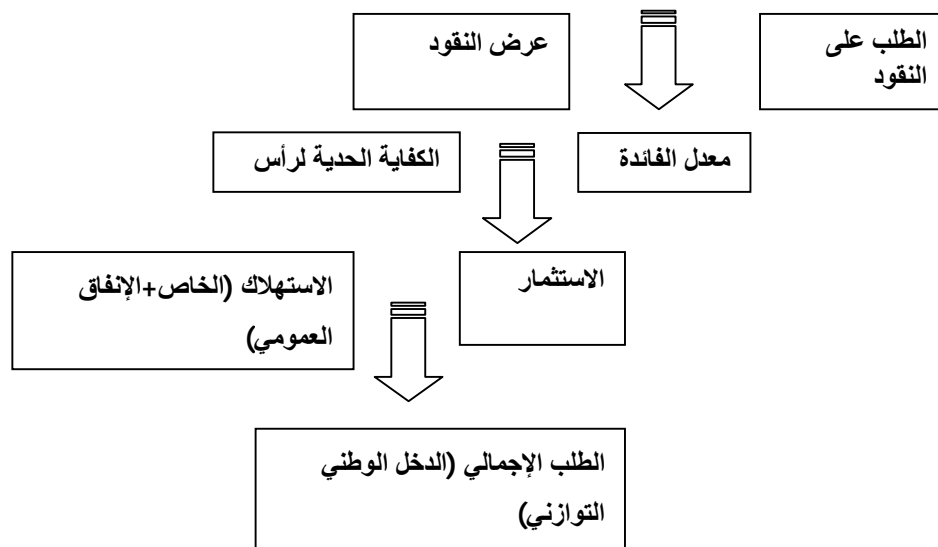 الطلب على
النقود
عرض النقود
معدل الفائدة
الكفاية الحدية لرأس
الاستثمار
الاستهلاك (الخاص+الإنفاق
العمومي)
الطلب الإجمالي (الدخل الوطني
التوازني)